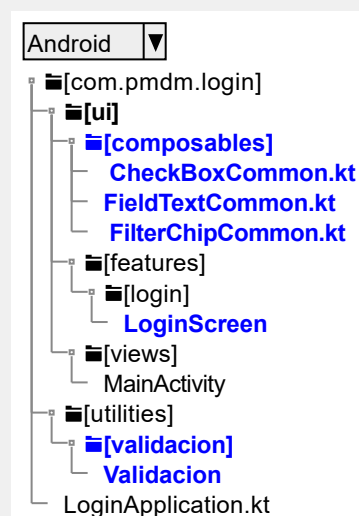 Android
[com.pmdm.login]
[ui]
[composables]
CheckBoxCommon.kt
FieldTextCommon.kt
FilterChipCommon.kt
[features]
[login]
LoginScreen
[views]
MainActivity
[utilities]
[validacion]
Validacion
LoginApplication.kt